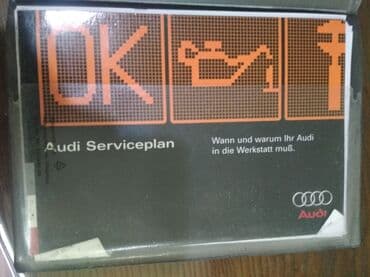 OK
Audi Serviceplan
Wann und warum Ihr Audi
in die Werkstatt muß.
Audi